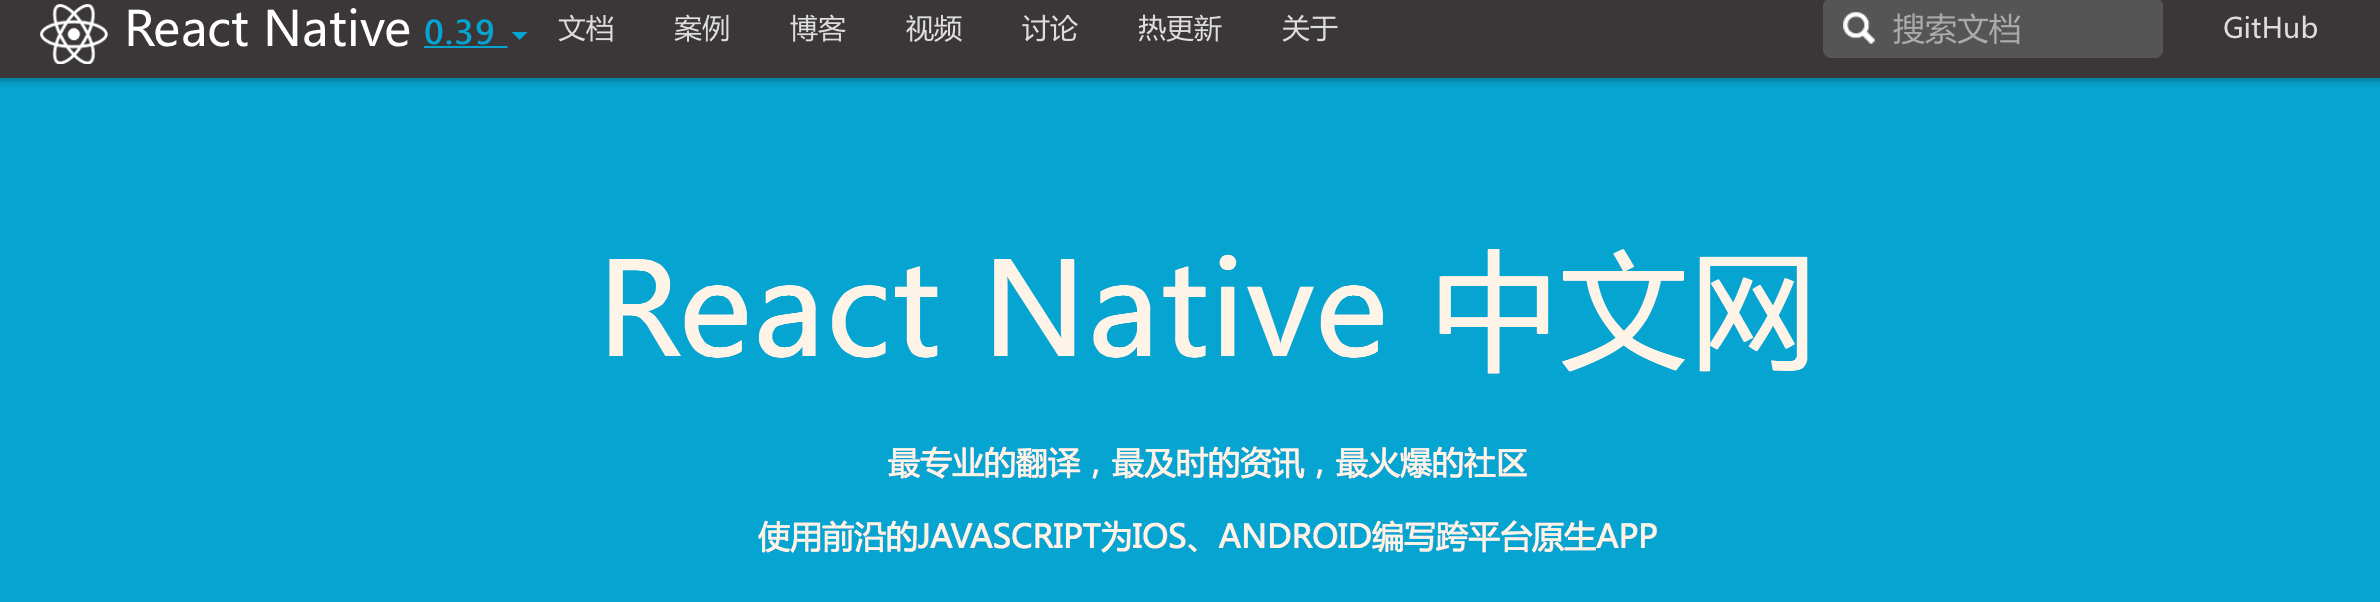 React Native 0.39 文档 案例 博客 视频 讨论 热更新 关于 搜索文档 GitHub
React Native 中文网
最专业的翻译，最及时的资讯，最火爆的社区
使用前沿的JAVASCRIPT为IOS、ANDROID编写跨平台原生APP